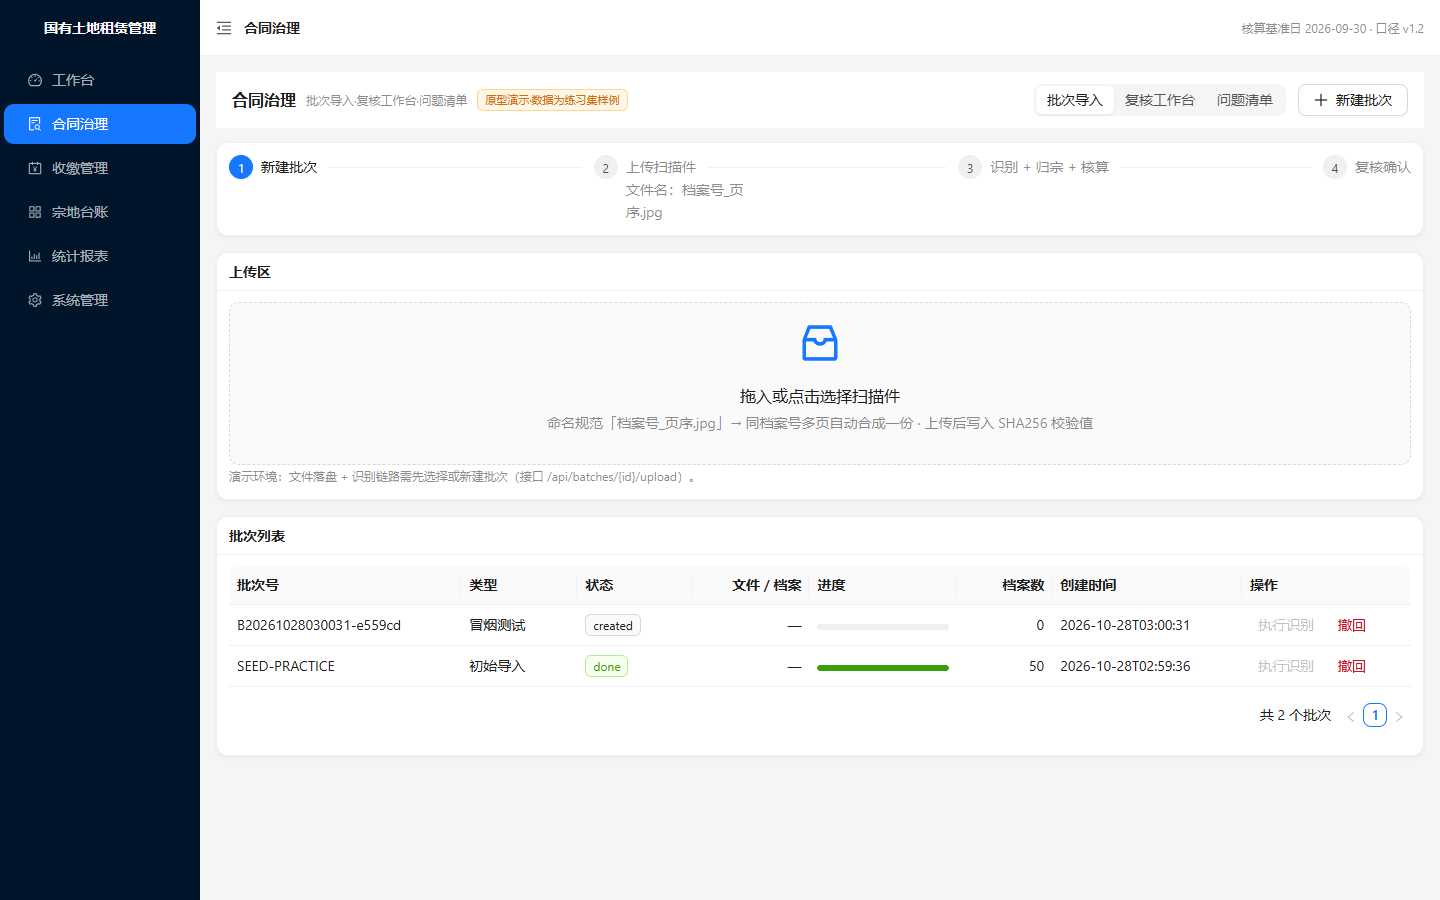 国有土地租赁管理
工作台
合同治理
收缴管理
宗地台账
统计报表
系统管理
合同治理
核算基准日 2026-09-30 · 口径 v1.2
合同治理 批次导入·复核工作台·问题清单 原型演示·数据为练习集样例
批次导入 复核工作台 问题清单 新建批次
1 新建批次
2 上传扫描件
文件名：档案号_页
序.jpg
3 识别 + 归宗 + 核算
4 复核确认
上传区
拖入或点击选择扫描件
命名规范「档案号_页序.jpg」→ 同档案号多页自动合成一份 · 上传后写入 SHA256 校验值
演示环境：文件落盘 + 识别链路需先选择或新建批次（接口 /api/batches/{id}/upload）。
批次列表
批次号 类型 状态 文件 / 档案 进度 档案数 创建时间 操作
B20261028030031-e559cd 冒烟测试 created — 0 2026-10-28T03:00:31 执行识别 撤回
SEED-PRACTICE 初始导入 done — 50 2026-10-28T02:59:36 执行识别 撤回
共 2 个批次 < 1 >